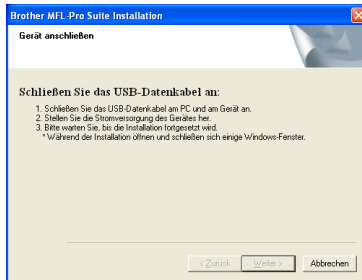 Brother MFL-Pro Suite Installation
Gerät anschließen
Schließen Sie das USB-Datenkabel an:
1. Schließen Sie das USB-Datenkabel am PC und am Gerät an.
2. Stellen Sie die Stromversorgung des Gerätes her.
3. Bitte warten Sie, bis die Installation fortgesetzt wird.
* Während der Installation öffnen und schließen sich einige Windows-Fenster.
< Zurück Weiter > Abbrechen